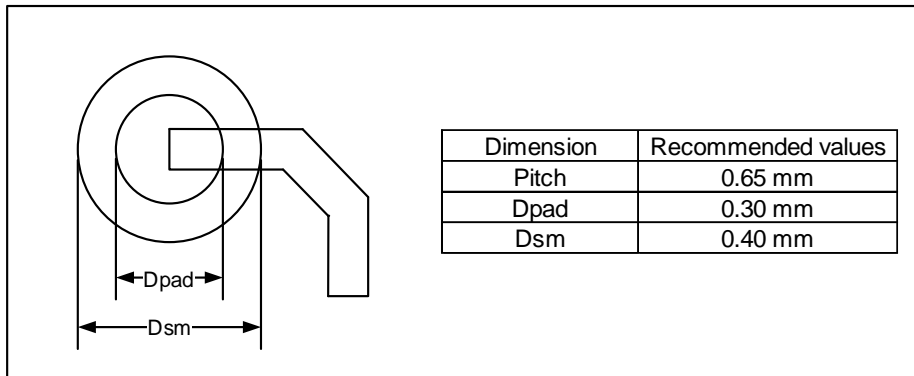 Dimension Recommended values
Pitch 0.65 mm
Dpad 0.30 mm
Dsm 0.40 mm
Dpad
Dsm